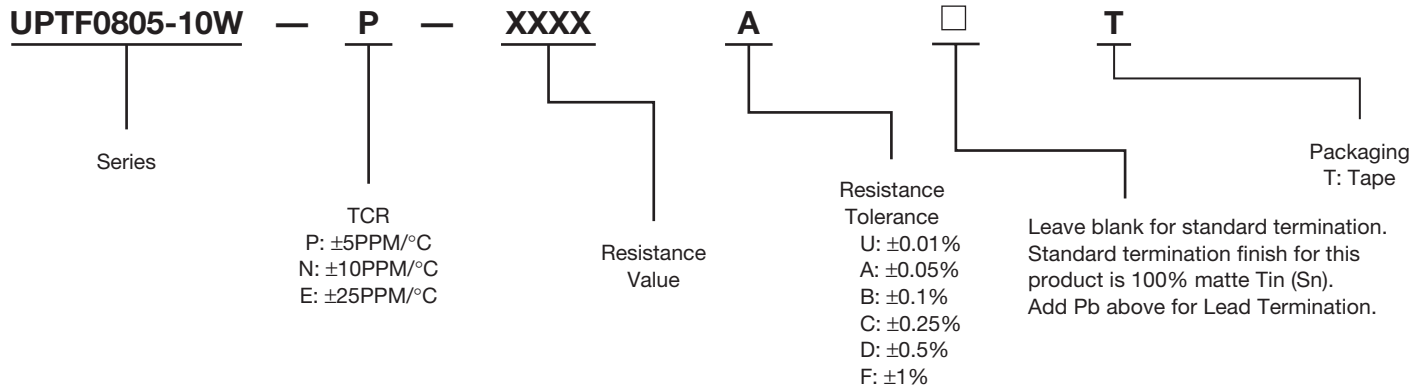 UPTF0805-10W — P — XXXX A □ T
Series
TCR
P: ±5PPM/°C
N: ±10PPM/°C
E: ±25PPM/°C
Resistance
Value
Resistance
Tolerance
U: ±0.01%
A: ±0.05%
B: ±0.1%
C: ±0.25%
D: ±0.5%
F: ±1%
Leave blank for standard termination.
Standard termination finish for this
product is 100% matte Tin (Sn).
Add Pb above for Lead Termination.
Packaging
T: Tape